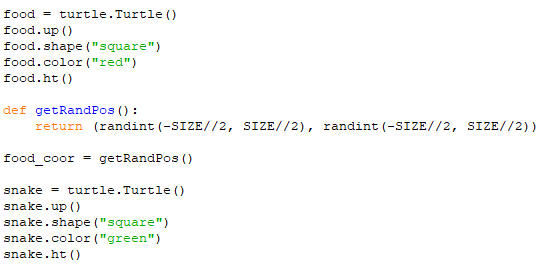 food = turtle.Turtle()
food.up()
food.shape("square")
food.color("red")
food.ht()

def getRandPos():
    return (randint(-SIZE//2, SIZE//2), randint(-SIZE//2, SIZE//2))

food_coor = getRandPos()

snake = turtle.Turtle()
snake.up()
snake.shape("square")
snake.color("green")
snake.ht()